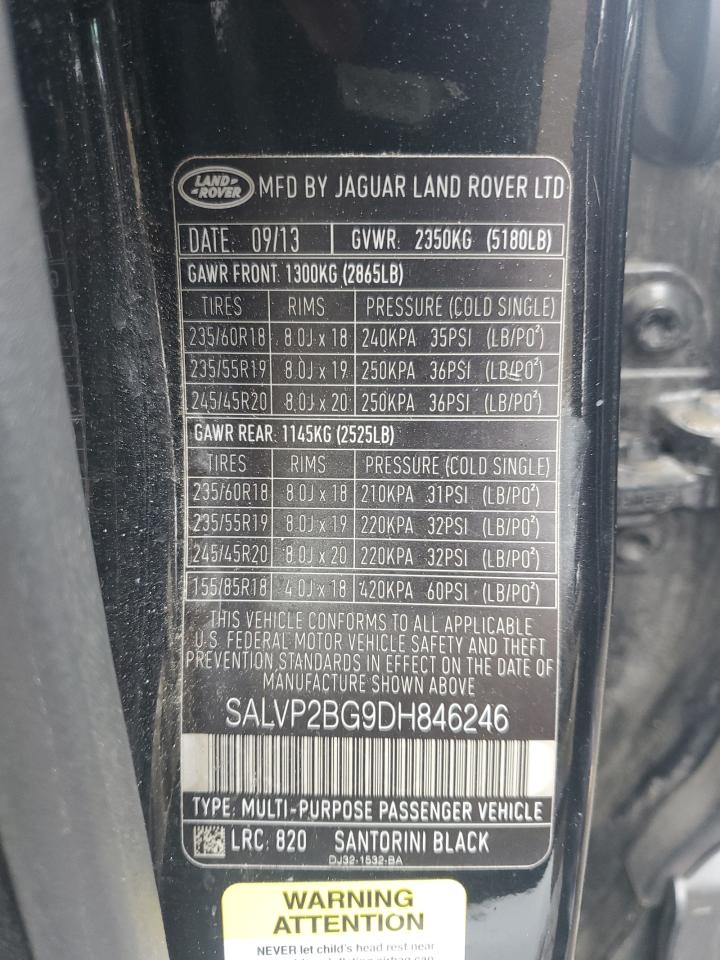 LAND ROVER MFD BY JAGUAR LAND ROVER LTD
DATE: 09/13 GVWR: 2350KG (5180LB)
GAWR FRONT: 1300KG (2865LB)
TIRES RIMS PRESSURE (COLD SINGLE)
235/60R18 8.0J x 18 240KPA 35PSI (LB/PO²)
235/55R19 8.0J x 19 250KPA 36PSI (LB/PO²)
245/45R20 8.0J x 20 250KPA 36PSI (LB/PO²)
GAWR REAR: 1145KG (2525LB)
TIRES RIMS PRESSURE (COLD SINGLE)
235/60R18 8.0J x 18 210KPA 31PSI (LB/PO²)
235/55R19 8.0J x 19 220KPA 32PSI (LB/PO²)
245/45R20 8.0J x 20 220KPA 32PSI (LB/PO²)
155/85R18 4.0J x 18 420KPA 60PSI (LB/PO²)
THIS VEHICLE CONFORMS TO ALL APPLICABLE
U.S. FEDERAL MOTOR VEHICLE SAFETY AND THEFT
PREVENTION STANDARDS IN EFFECT ON THE DATE OF
MANUFACTURE SHOWN ABOVE
SALVP2BG9DH846246
TYPE: MULTI-PURPOSE PASSENGER VEHICLE
LRC: 820 SANTORINI BLACK
DJ32-1532-BA
WARNING
ATTENTION
NEVER let child's head rest near